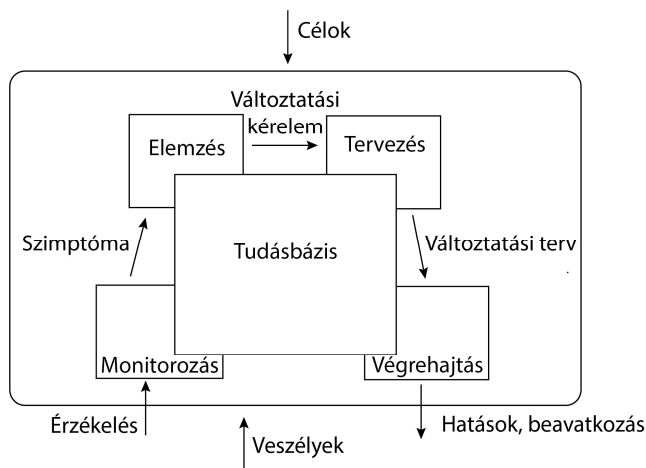 Célok
Változtatási
kérelem
Elemzés
Tervezés
Szimptóma
Tudásbázis
Változtatási terv
Monitorozás
Végrehajtás
Érzékelés
Veszélyek
Hatások, beavatkozás